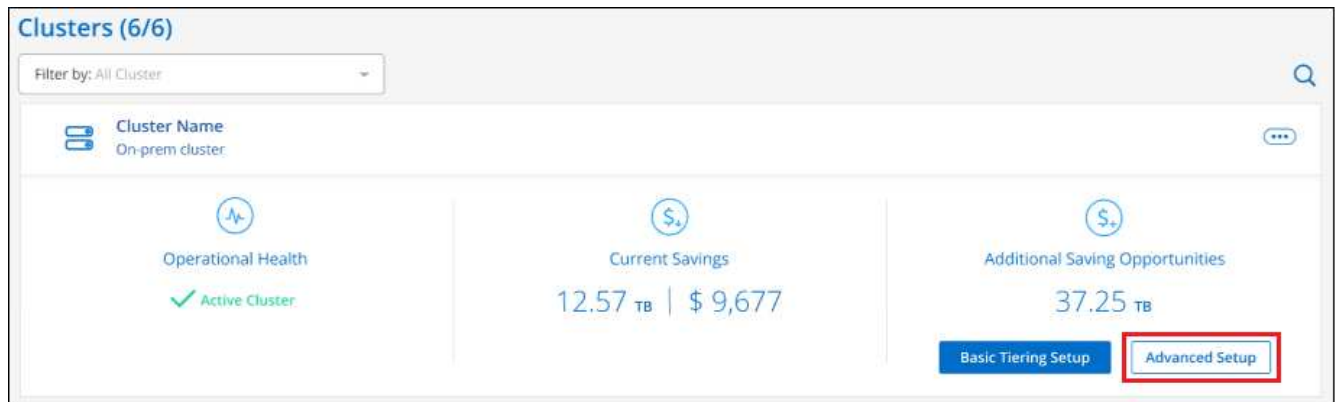 Clusters (6/6)
Filter by: All Cluster
Cluster Name
On-prem cluster
Operational Health
Active Cluster
Current Savings
12.57 TB | $ 9,677
Additional Saving Opportunities
37.25 TB
Basic Tiering Setup
Advanced Setup